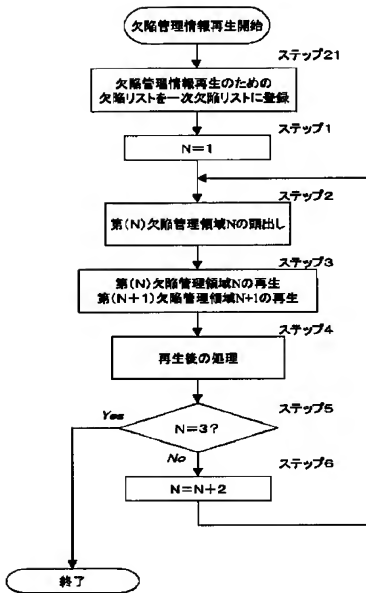 欠陥管理情報再生開始
ステップ21
欠陥管理情報再生のための
欠陥リストを一次欠陥リストに登録
ステップ1
N=1
ステップ2
第(N)欠陥管理領域Nの頭出し
ステップ3
第(N)欠陥管理領域Nの再生
第(N+1)欠陥管理領域N+1の再生
ステップ4
再生後の処理
ステップ5
Yes
N=3?
No
ステップ6
N=N+2
終了